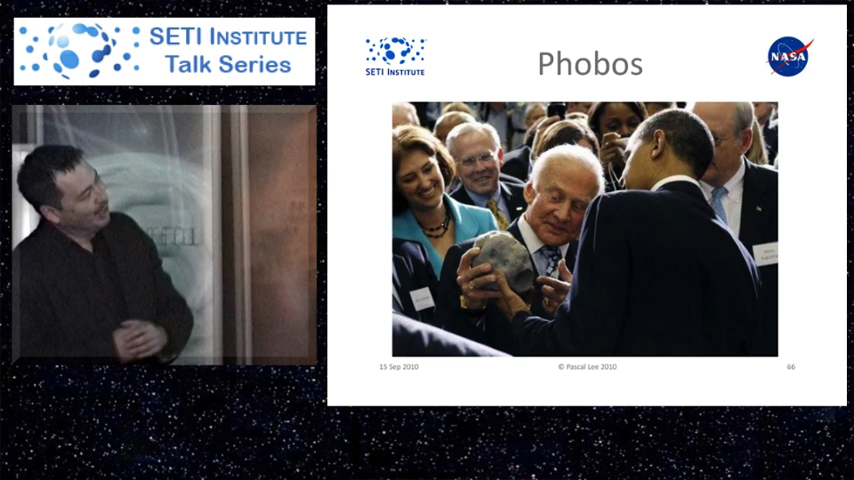 SETI INSTITUTE
Talk Series
SETI INSTITUTE
Phobos
NASA
15 Sep 2010
© Pascal Lee 2010
66